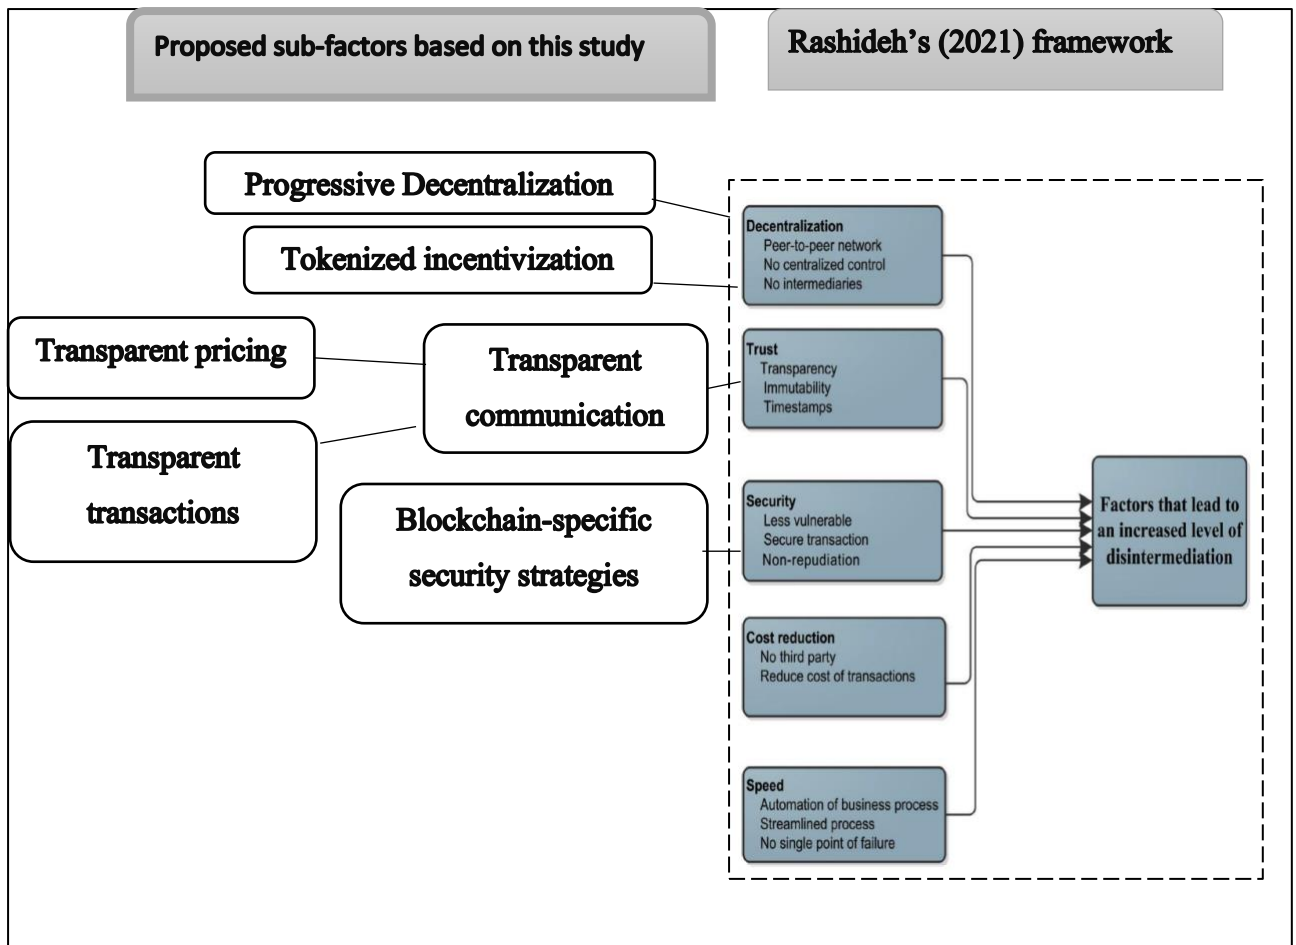 Proposed sub-factors based on this study
Rashideh’s (2021) framework
Progressive Decentralization
Tokenized incentivization
Transparent pricing
Transparent
communication
Transparent
transactions
Blockchain-specific
security strategies
Decentralization
Peer-to-peer network
No centralized control
No intermediaries
Trust
Transparency
Immutability
Timestamps
Security
Less vulnerable
Secure transaction
Non-repudiation
Cost reduction
No third party
Reduce cost of transactions
Speed
Automation of business process
Streamlined process
No single point of failure
Factors that lead to
an increased level of
disintermediation